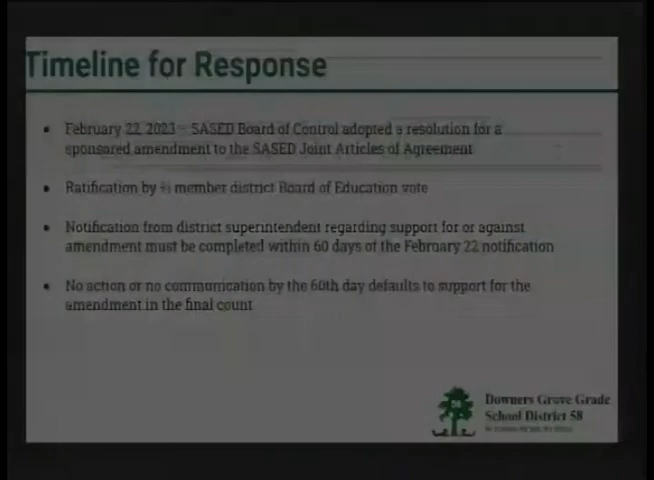 Timeline for Response
• February 22, 2023 – SASED Board of Control adopted a resolution for a
sponsored amendment to the SASED Joint Articles of Agreement
• Ratification by ⅔ member district Board of Education vote
• Notification from district superintendent regarding support for or against
amendment must be completed within 60 days of the February 22 notification
• No action or no communication by the 60th day defaults to support for the
amendment in the final count
58
Downers Grove Grade
School District 58